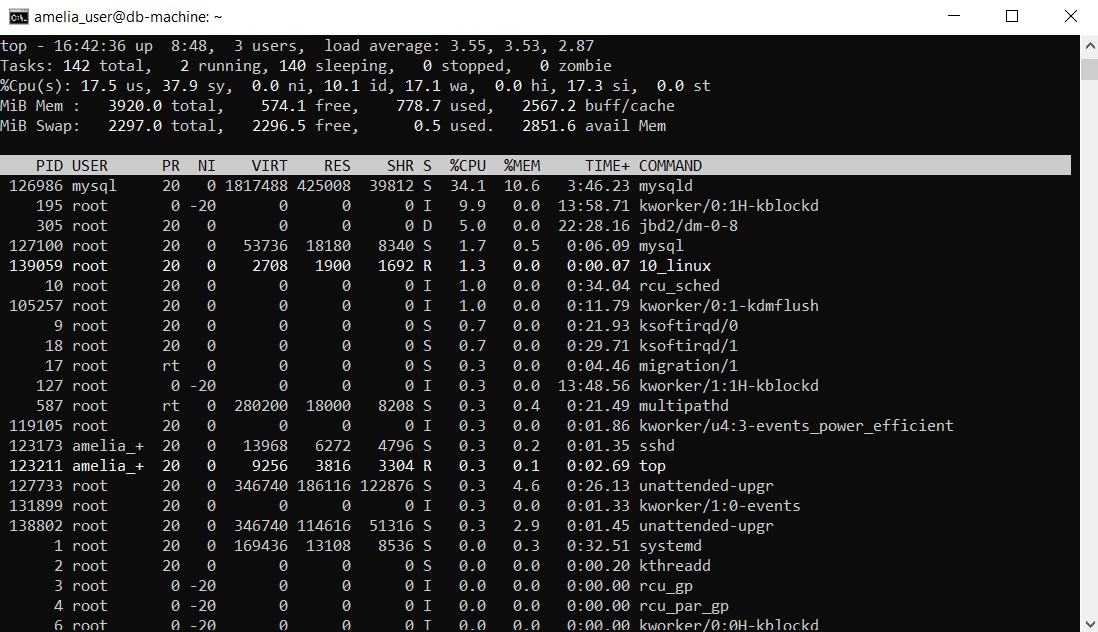 amelia_user@db-machine: ~
top - 16:42:36 up  8:48,  3 users,  load average: 3.55, 3.53, 2.87
Tasks: 142 total,   2 running, 140 sleeping,   0 stopped,   0 zombie
%Cpu(s): 17.5 us, 37.9 sy,  0.0 ni, 10.1 id, 17.1 wa,  0.0 hi, 17.3 si,  0.0 st
MiB Mem :   3920.0 total,    574.1 free,    778.7 used,   2567.2 buff/cache
MiB Swap:   2297.0 total,   2296.5 free,      0.5 used.   2851.6 avail Mem
    PID USER      PR  NI    VIRT    RES    SHR S  %CPU  %MEM     TIME+ COMMAND
 126986 mysql     20   0 1817488 425008  39812 S  34.1  10.6   3:46.23 mysqld
    195 root       0 -20       0      0      0 I   9.9   0.0  13:58.71 kworker/0:1H-kblockd
    305 root      20   0       0      0      0 D   5.0   0.0  22:28.16 jbd2/dm-0-8
 127100 root      20   0   53736  18180   8340 S   1.7   0.5   0:06.09 mysql
 139059 root      20   0    2708   1900   1692 R   1.3   0.0   0:00.07 10_linux
     10 root      20   0       0      0      0 I   1.0   0.0   0:34.04 rcu_sched
 105257 root      20   0       0      0      0 I   1.0   0.0   0:11.79 kworker/0:1-kdmflush
      9 root      20   0       0      0      0 S   0.7   0.0   0:21.93 ksoftirqd/0
     18 root      20   0       0      0      0 S   0.7   0.0   0:29.71 ksoftirqd/1
     17 root      rt   0       0      0      0 S   0.3   0.0   0:04.46 migration/1
    127 root       0 -20       0      0      0 I   0.3   0.0  13:48.56 kworker/1:1H-kblockd
    587 root      rt   0  280200  18000   8208 S   0.3   0.4   0:21.49 multipathd
 119105 root      20   0       0      0      0 I   0.3   0.0   0:01.86 kworker/u4:3-events_power_efficient
 123173 amelia_+  20   0   13968   6272   4796 S   0.3   0.2   0:01.35 sshd
 123211 amelia_+  20   0    9256   3816   3304 R   0.3   0.1   0:02.69 top
 127733 root      20   0  346740 186116 122876 S   0.3   4.6   0:26.13 unattended-upgr
 131899 root      20   0       0      0      0 I   0.3   0.0   0:01.33 kworker/1:0-events
 138802 root      20   0  346740 114616  51316 S   0.3   2.9   0:01.45 unattended-upgr
      1 root      20   0  169436  13108   8536 S   0.0   0.3   0:32.51 systemd
      2 root      20   0       0      0      0 S   0.0   0.0   0:00.20 kthreadd
      3 root       0 -20       0      0      0 I   0.0   0.0   0:00.00 rcu_gp
      4 root       0 -20       0      0      0 I   0.0   0.0   0:00.00 rcu_par_gp
      6 root       0 -20       0      0      0 I   0.0   0.0   0:00.00 kworker/0:0H-kblockd